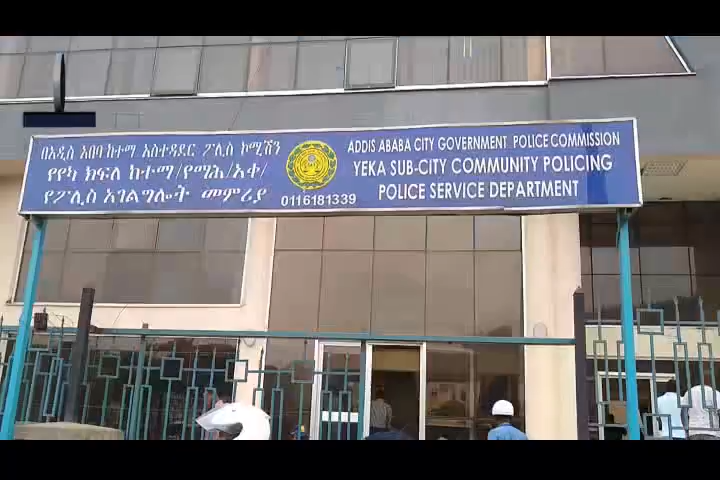 በአዲስ አበባ ከተማ አስተዳደር ፖሊስ ኮሚሽን
የየካ ክፍለ ከተማ/የማሕ/አቀ/
የፖሊስ አገልግሎት መምሪያ
ADDIS ABABA CITY GOVERNMENT POLICE COMMISSION
YEKA SUB-CITY COMMUNITY POLICING
POLICE SERVICE DEPARTMENT
0116181339